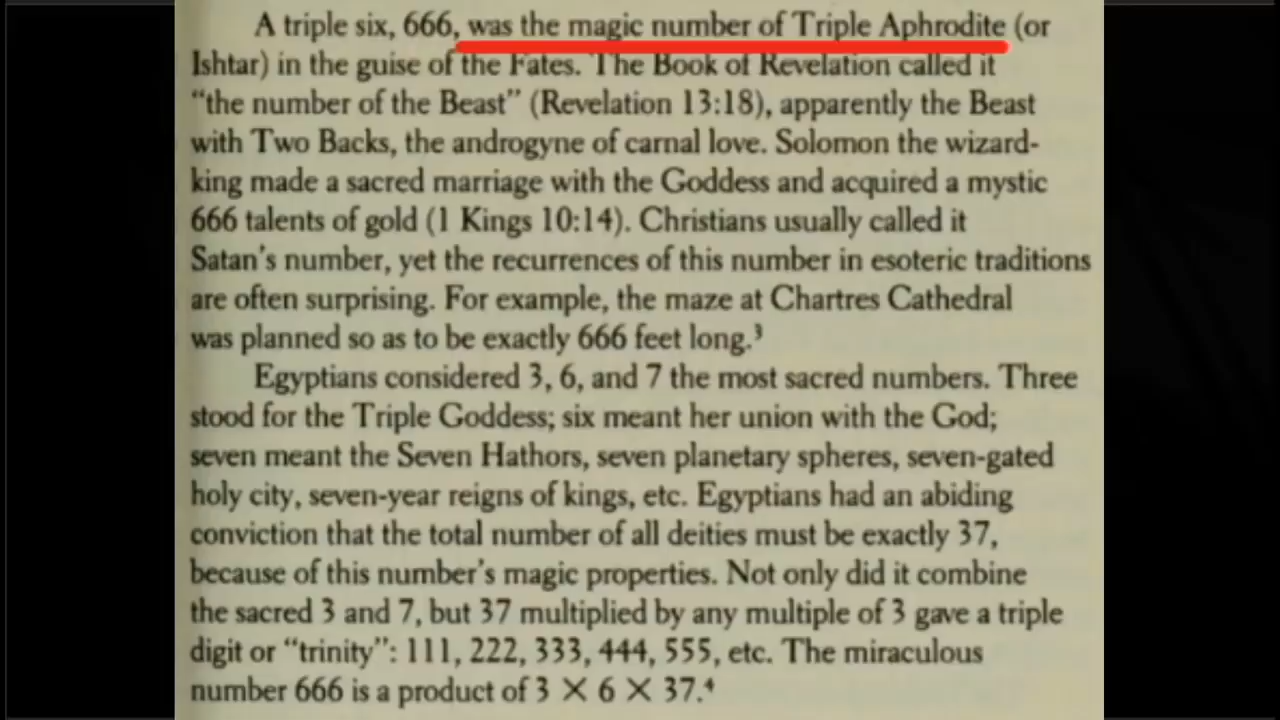 A triple six, 666, was the magic number of Triple Aphrodite (or
Ishtar) in the guise of the Fates. The Book of Revelation called it
“the number of the Beast” (Revelation 13:18), apparently the Beast
with Two Backs, the androgyne of carnal love. Solomon the wizard-
king made a sacred marriage with the Goddess and acquired a mystic
666 talents of gold (1 Kings 10:14). Christians usually called it
Satan’s number, yet the recurrences of this number in esoteric traditions
are often surprising. For example, the maze at Chartres Cathedral
was planned so as to be exactly 666 feet long.³
Egyptians considered 3, 6, and 7 the most sacred numbers. Three
stood for the Triple Goddess; six meant her union with the God;
seven meant the Seven Hathors, seven planetary spheres, seven-gated
holy city, seven-year reigns of kings, etc. Egyptians had an abiding
conviction that the total number of all deities must be exactly 37,
because of this number’s magic properties. Not only did it combine
the sacred 3 and 7, but 37 multiplied by any multiple of 3 gave a triple
digit or “trinity”: 111, 222, 333, 444, 555, etc. The miraculous
number 666 is a product of 3 X 6 X 37.⁴